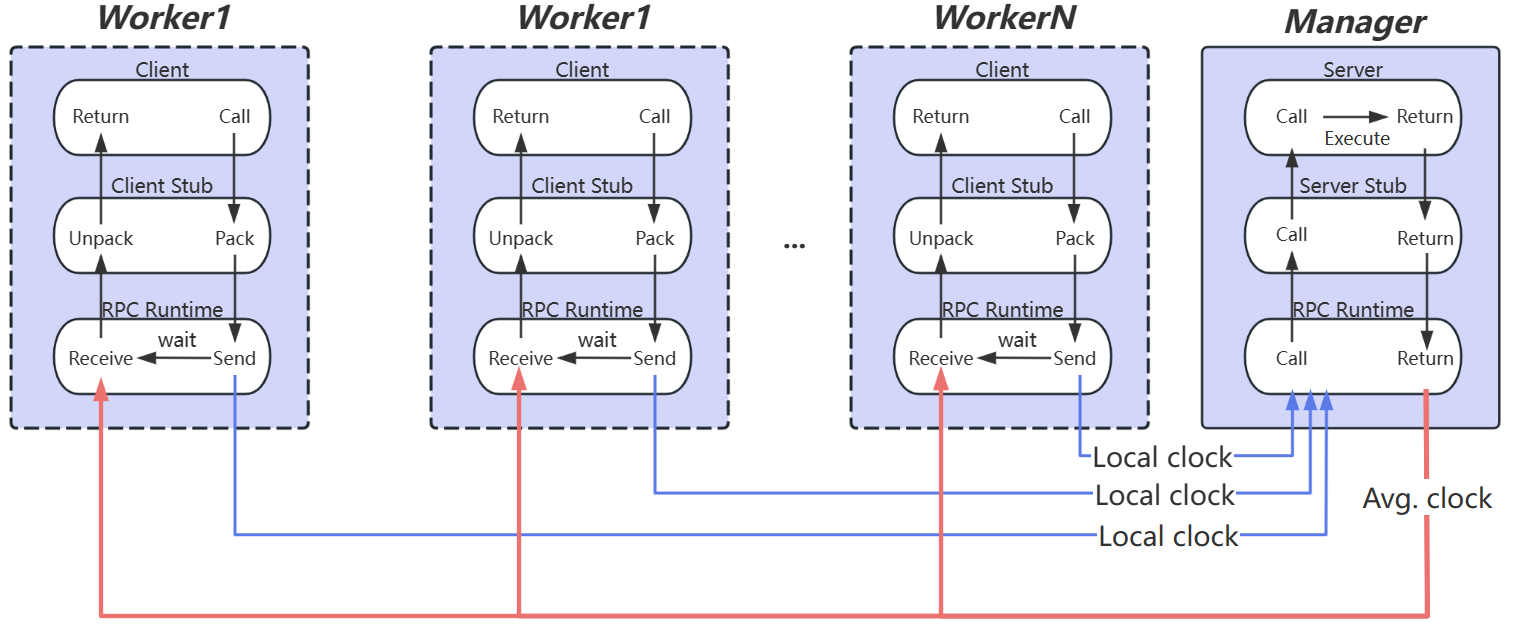 Worker1
Client
Return Call
Client Stub
Unpack Pack
RPC Runtime
wait
Receive Send
Worker1
Client
Return Call
Client Stub
Unpack Pack
RPC Runtime
wait
Receive Send
...
WorkerN
Client
Return Call
Client Stub
Unpack Pack
RPC Runtime
wait
Receive Send
Manager
Server
Call Return
Execute
Server Stub
Call Return
RPC Runtime
Call Return
Local clock
Local clock
Local clock
Avg. clock